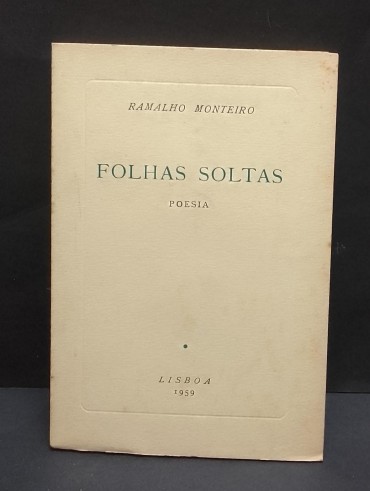 RAMALHO MONTEIRO
FOLHAS SOLTAS
POESIA
LISBOA
1959